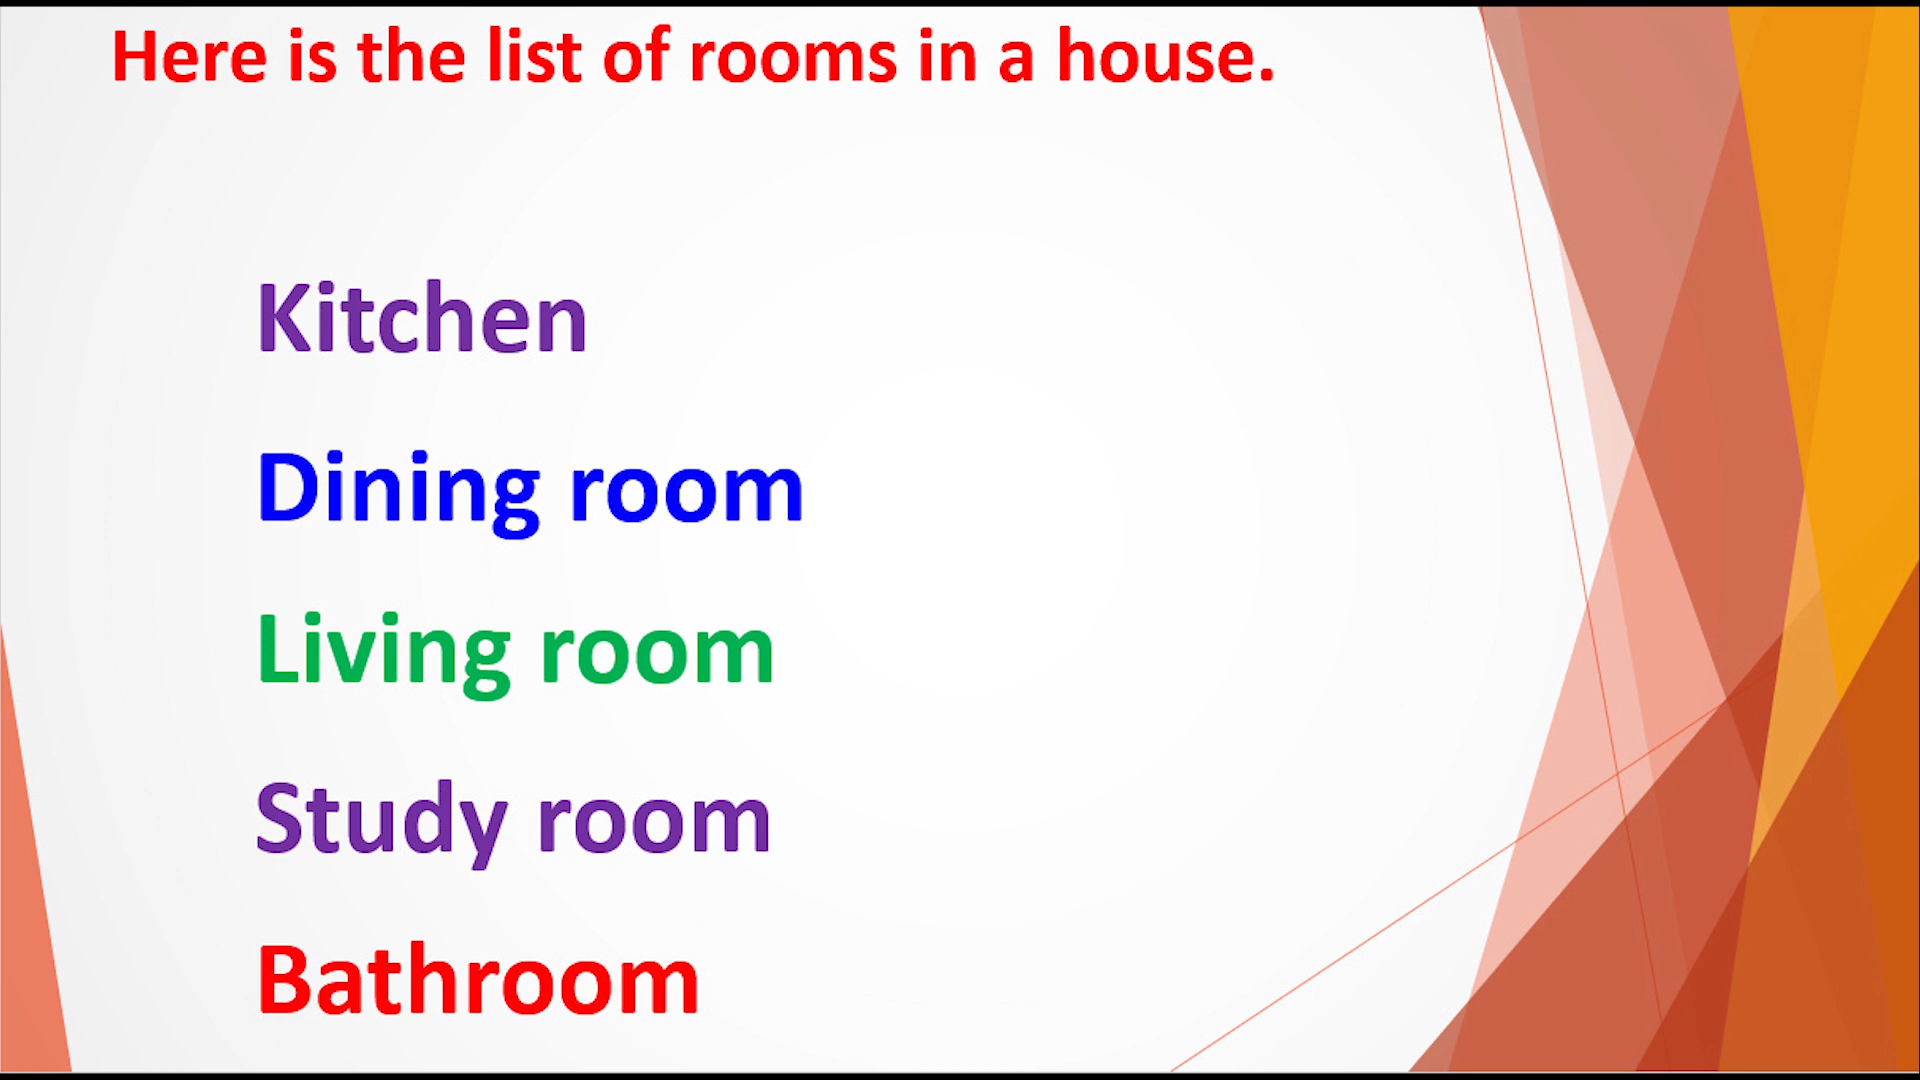 Here is the list of rooms in a house.
Kitchen
Dining room
Living room
Study room
Bathroom